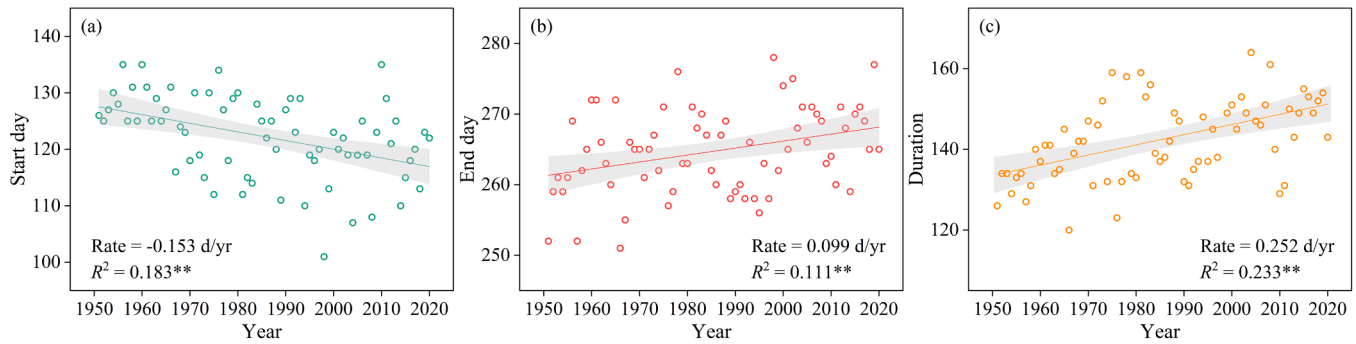 (a)
140
130
120
110
100
Start day
Rate = -0.153 d/yr
R² = 0.183**
1950 1960 1970 1980 1990 2000 2010 2020
Year
(b)
280
270
260
250
End day
Rate = 0.099 d/yr
R² = 0.111**
1950 1960 1970 1980 1990 2000 2010 2020
Year
(c)
160
140
120
Duration
Rate = 0.252 d/yr
R² = 0.233**
1950 1960 1970 1980 1990 2000 2010 2020
Year